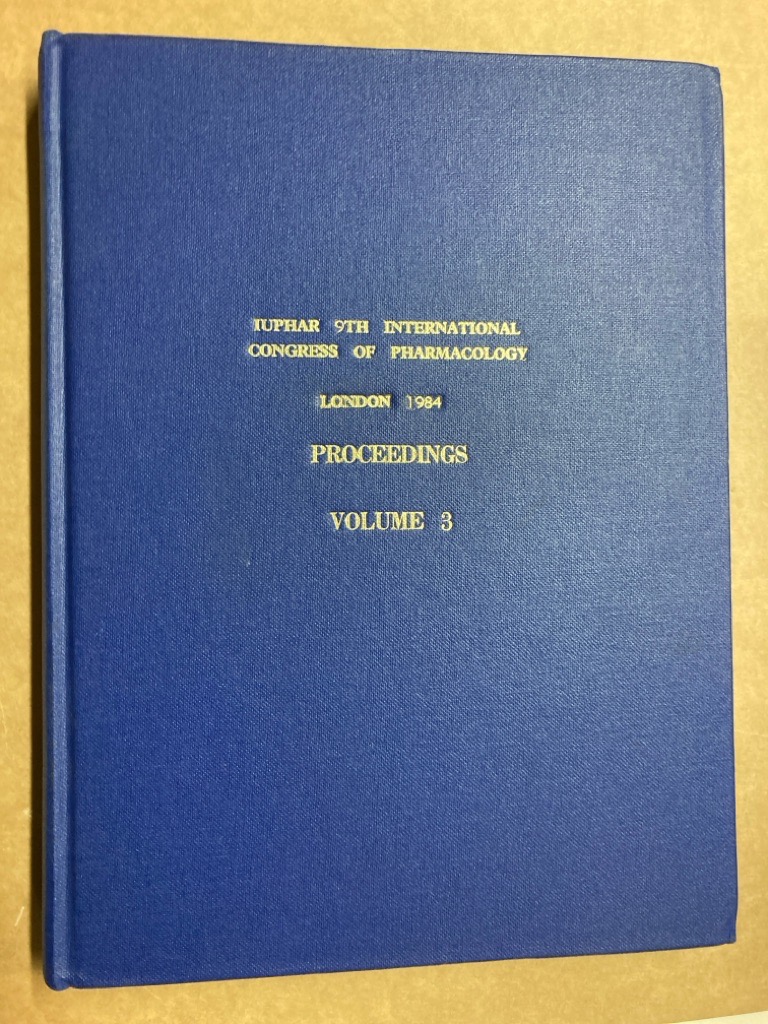 IUPHAR 9TH INTERNATIONAL
CONGRESS OF PHARMACOLOGY
LONDON 1984
PROCEEDINGS
VOLUME 3